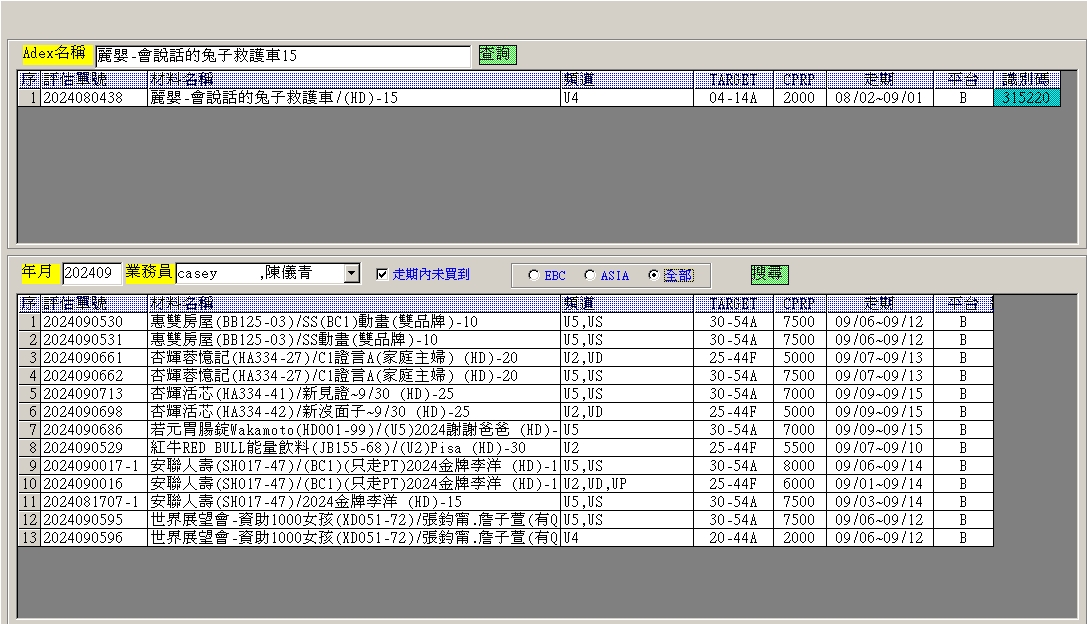 Adex名稱 麗嬰-會說話的兔子救護車15 查詢
序 評估單號 材料名稱 頻道 TARGET CPRP 走期 平台 識別碼
1 2024080438 麗嬰-會說話的兔子救護車/(HD)-15 U4 04-14A 2000 08/02~09/01 B 315220
年月 202409 業務員 casey ,陳儀青 走期內未買到 EBC ASIA 全部 搜尋
序 評估單號 材料名稱 頻道 TARGET CPRP 走期 平台
1 2024090530 惠雙房屋(BB125-03)/SS(BC1)動畫(雙品牌)-10 U5,US 30-54A 7500 09/06~09/12 B
2 2024090531 惠雙房屋(BB125-03)/SS動畫(雙品牌)-10 U5,US 30-54A 7500 09/06~09/12 B
3 2024090661 杏輝蓉憶記(HA334-27)/C1證言A(家庭主婦) (HD)-20 U2,UD 25-44F 5000 09/07~09/13 B
4 2024090662 杏輝蓉憶記(HA334-27)/C1證言A(家庭主婦) (HD)-20 U5,US 30-54A 7500 09/07~09/13 B
5 2024090713 杏輝活芯(HA334-41)/新見證~9/30 (HD)-25 U5,US 30-54A 7000 09/09~09/15 B
6 2024090698 杏輝活芯(HA334-42)/新沒面子~9/30 (HD)-25 U2,UD 25-44F 5000 09/09~09/15 B
7 2024090686 若元胃腸錠Wakamoto(HD001-99)/(U5)2024謝謝爸爸 (HD)- U5 30-54A 7000 09/09~09/15 B
8 2024090529 紅牛RED BULL能量飲料(JB155-68)/(U2)Pisa (HD)-30 U2 25-44F 5500 09/07~09/10 B
9 2024090017-1 安聯人壽(SH017-47)/(BC1)(只走PT)2024金牌李洋 (HD)-1 U5,US 30-54A 8000 09/06~09/14 B
10 2024090016 安聯人壽(SH017-47)/(BC1)(只走PT)2024金牌李洋 (HD)-1 U2,UD,UP 25-44F 6000 09/01~09/14 B
11 2024081707-1 安聯人壽(SH017-47)/2024金牌李洋 (HD)-15 U5,US 30-54A 7500 09/03~09/14 B
12 2024090595 世界展望會-資助1000女孩(XD051-72)/張鈞甯.詹子萱(有Q U5,US 30-54A 7500 09/06~09/12 B
13 2024090596 世界展望會-資助1000女孩(XD051-72)/張鈞甯.詹子萱(有Q U4 20-44A 2000 09/06~09/12 B